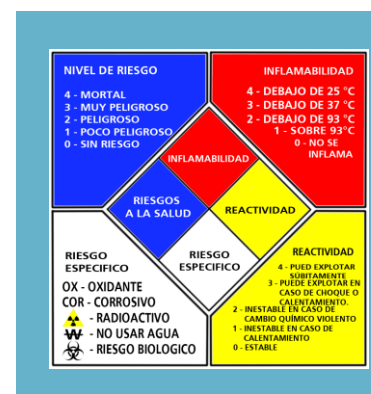 NIVEL DE RIESGO
4 - MORTAL
3 - MUY PELIGROSO
2 - PELIGROSO
1 - POCO PELIGROSO
0 - SIN RIESGO
INFLAMABILIDAD
4 - DEBAJO DE 25 °C
3 - DEBAJO DE 37 °C
2 - DEBAJO DE 93 °C
1 - SOBRE 93°C
0 - NO SE
INFLAMA
INFLAMABILIDAD
RIESGOS
A LA SALUD
REACTIVIDAD
RIESGO
ESPECIFICO
RIESGO
ESPECIFICO
OX - OXIDANTE
COR - CORROSIVO
- RADIOACTIVO
W - NO USAR AGUA
- RIESGO BIOLOGICO
REACTIVIDAD
4 - PUED EXPLOTAR
SÚBITAMENTE
3 - PUEDE EXPLOTAR EN
CASO DE CHOQUE O
CALENTAMIENTO.
2 - INESTABLE EN CASO DE
CAMBIO QUÍMICO VIOLENTO
1 - INESTABLE EN CASO DE
CALENTAMIENTO
0 - ESTABLE